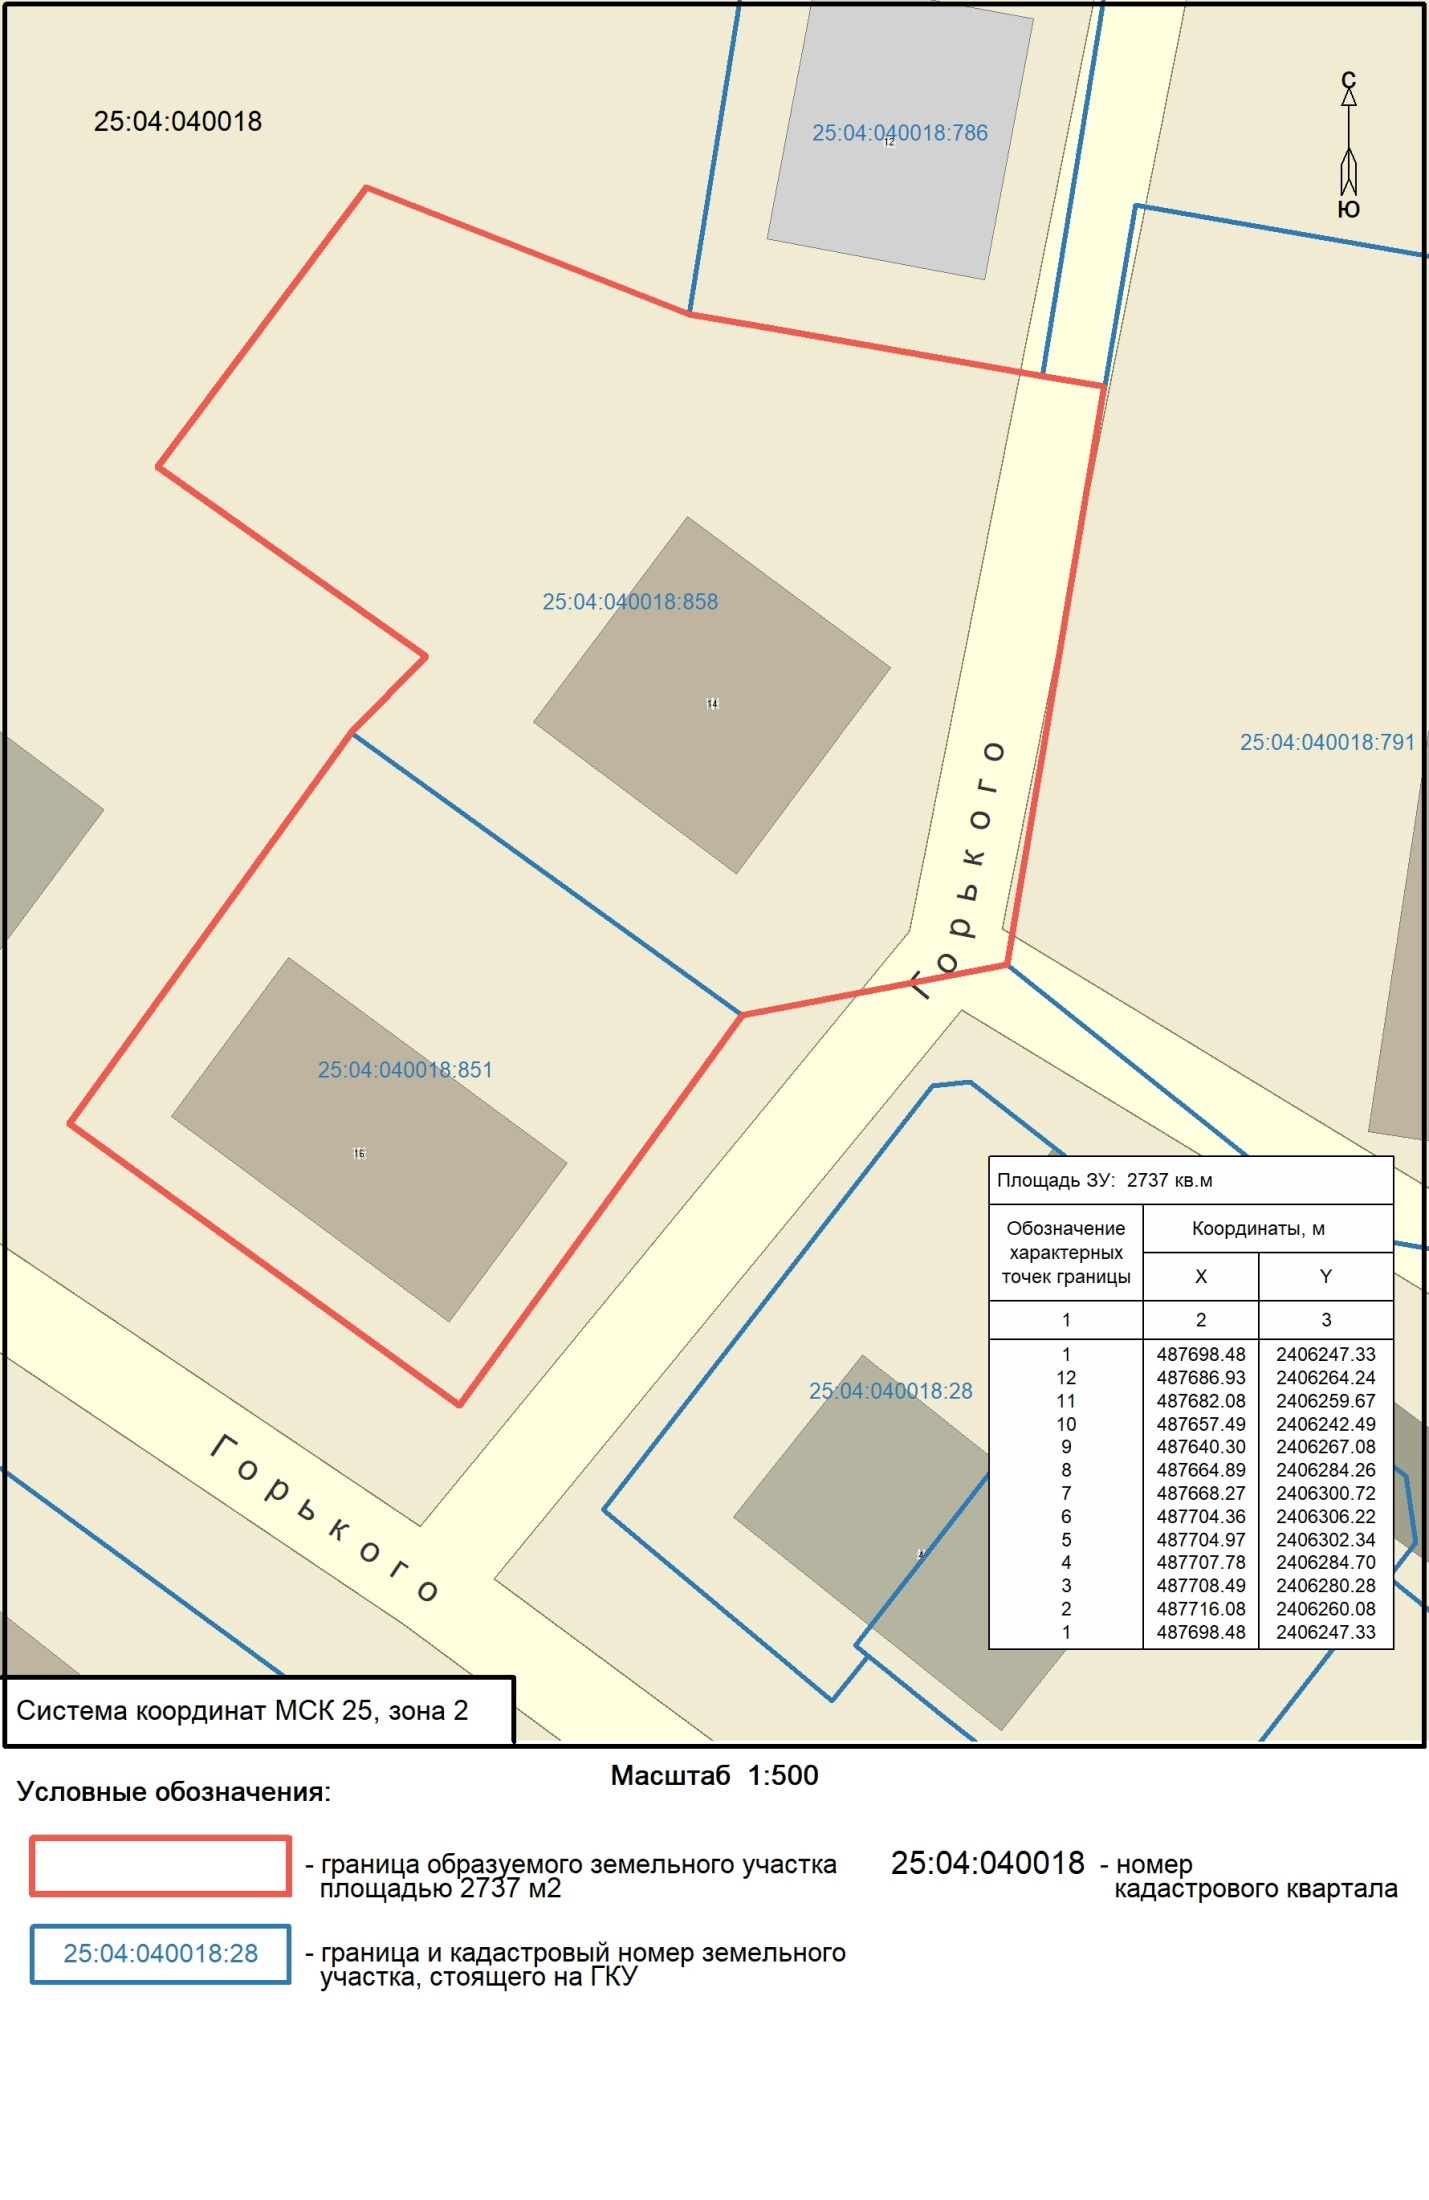 25:04:040018
25:04:040018:786
12
С
Ю
25:04:040018:858
14
25:04:040018:791
Горького
25:04:040018:851
16
Площадь ЗУ: 2737 кв.м
Обозначение характерных точек границы
Координаты, м
X Y
1 2 3
1 487698.48 2406247.33
12 487686.93 2406264.24
11 487682.08 2406259.67
10 487657.49 2406242.49
9 487640.30 2406267.08
8 487664.89 2406284.26
7 487668.27 2406300.72
6 487704.36 2406306.22
5 487704.97 2406302.34
4 487707.78 2406284.70
3 487708.49 2406280.28
2 487716.08 2406260.08
1 487698.48 2406247.33
25:04:040018:28
4
Горького
Система координат МСК 25, зона 2
Масштаб 1:500
Условные обозначения:
- граница образуемого земельного участка
площадью 2737 м2
25:04:040018 - номер
кадастрового квартала
25:04:040018:28 - граница и кадастровый номер земельного
участка, стоящего на ГКУ